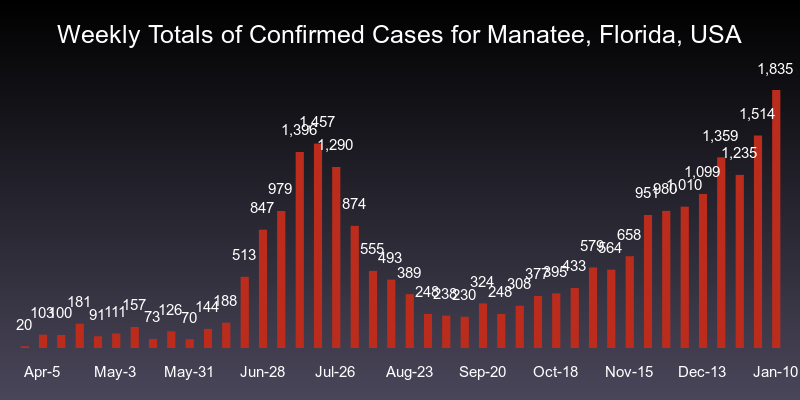 Weekly Totals of Confirmed Cases for Manatee, Florida, USA
20 103 100 181 91 111 157 73 126 70 144 188 513 847 979 1,396 1,457 1,290 874 555 493 389 248 238 230 324 248 308 377 395 433 579 564 658 951 980 1,010 1,099 1,359 1,235 1,514 1,835
Apr-5 May-3 May-31 Jun-28 Jul-26 Aug-23 Sep-20 Oct-18 Nov-15 Dec-13 Jan-10